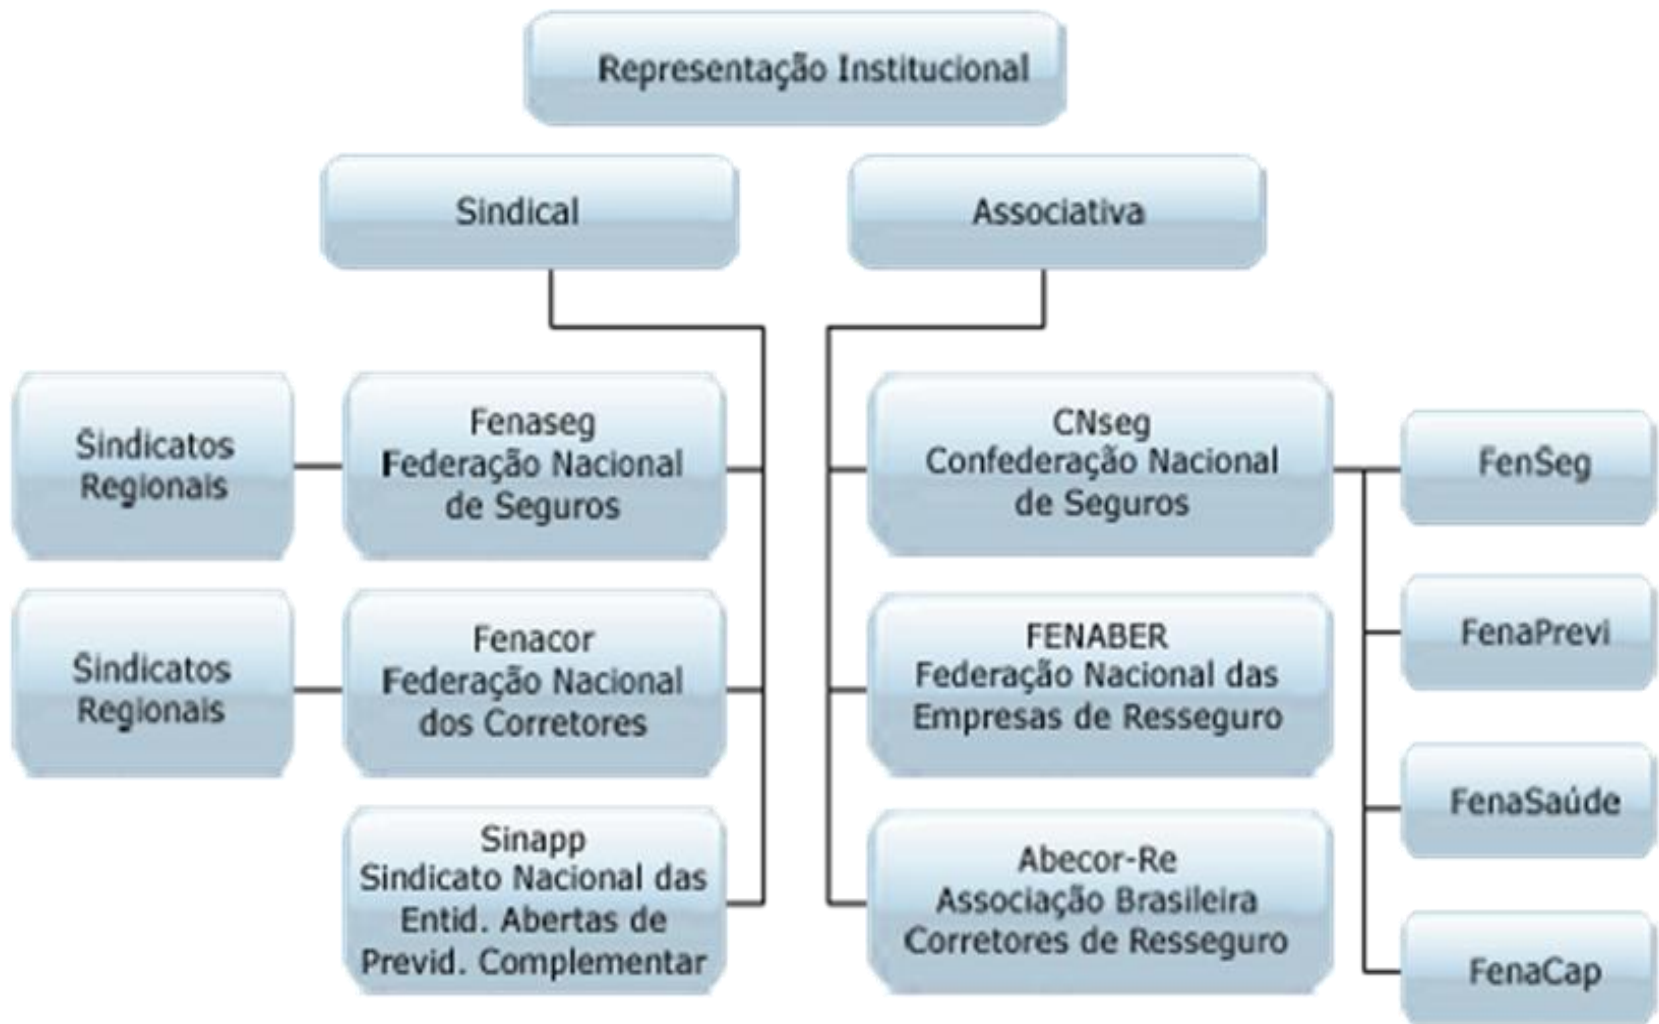 Representação Institucional
Sindical
Associativa
Sindicatos
Regionais
Fenaseg
Federação Nacional
de Seguros
CNseg
Confederação Nacional
de Seguros
FenSeg
Sindicatos
Regionais
Fenacor
Federação Nacional
dos Corretores
FENABER
Federação Nacional das
Empresas de Resseguro
FenaPrevi
Sinapp
Sindicato Nacional das
Entid. Abertas de
Previd. Complementar
Abecor-Re
Associação Brasileira
Corretores de Resseguro
FenaSaúde
FenaCap